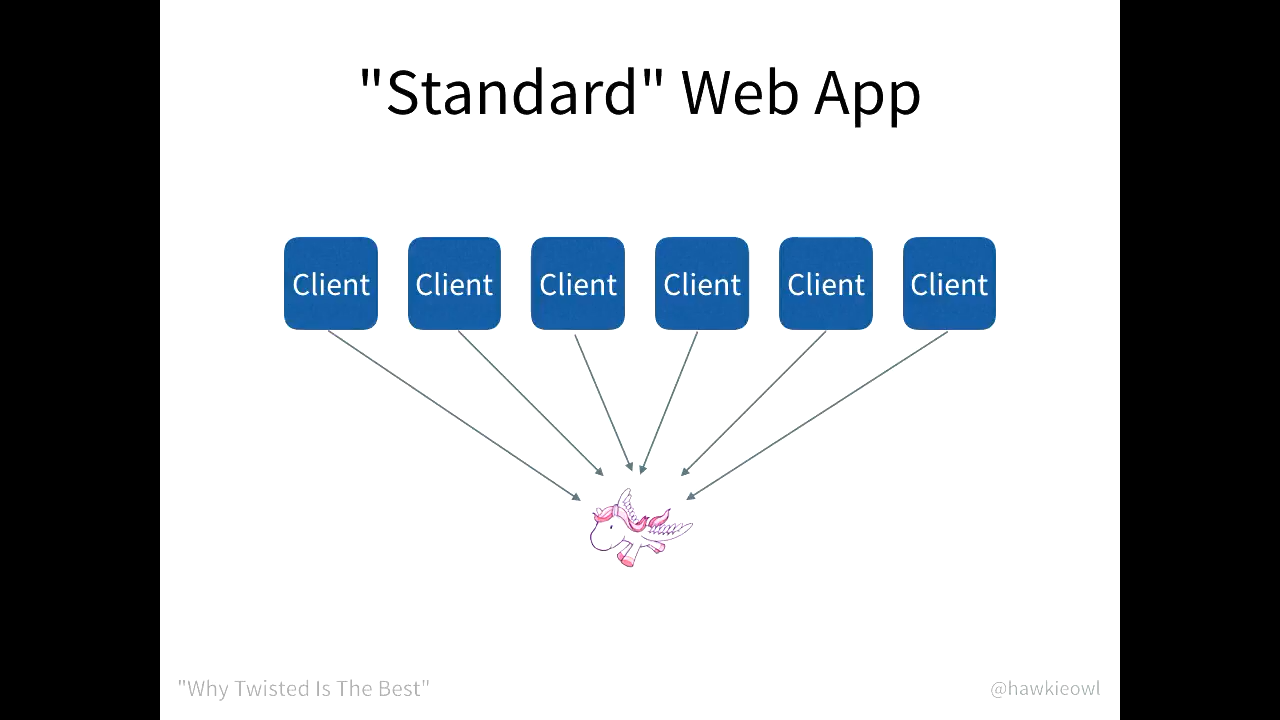 "Standard" Web App
Client Client Client Client Client Client
"Why Twisted Is The Best"
@hawkieowl